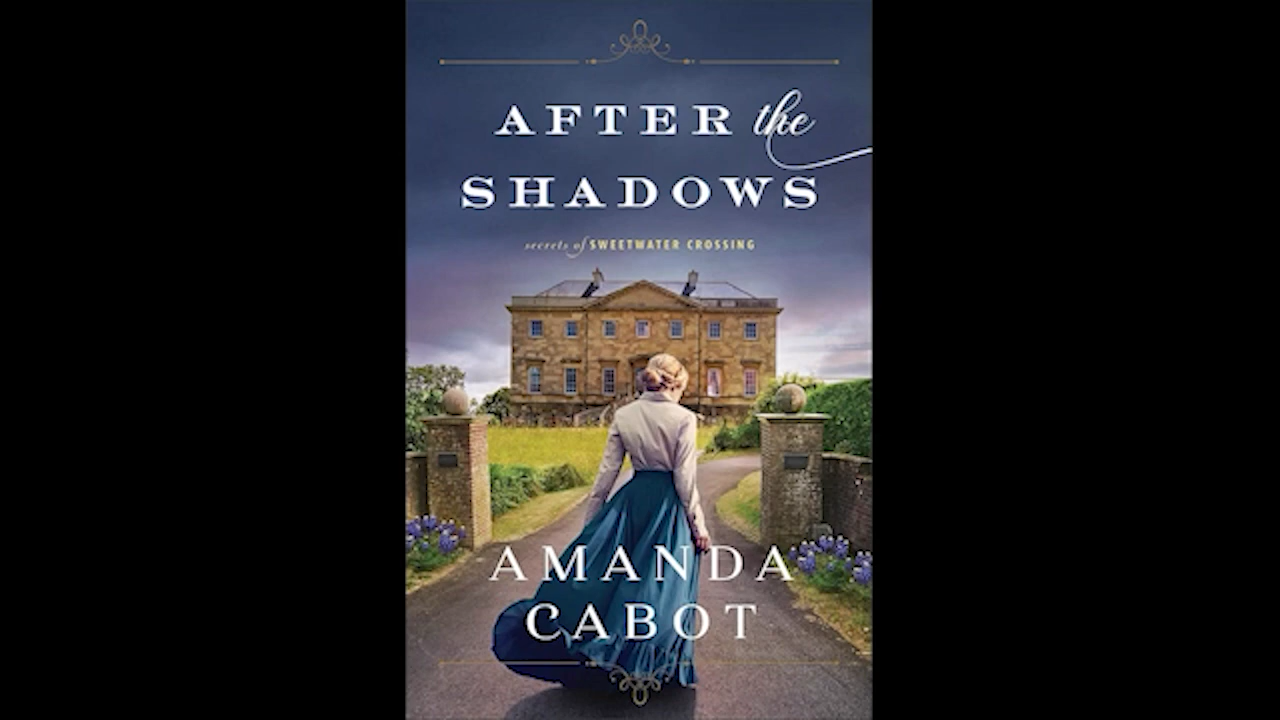 AFTER the
SHADOWS
secrets of SWEETWATER CROSSING
AMANDA
CABOT